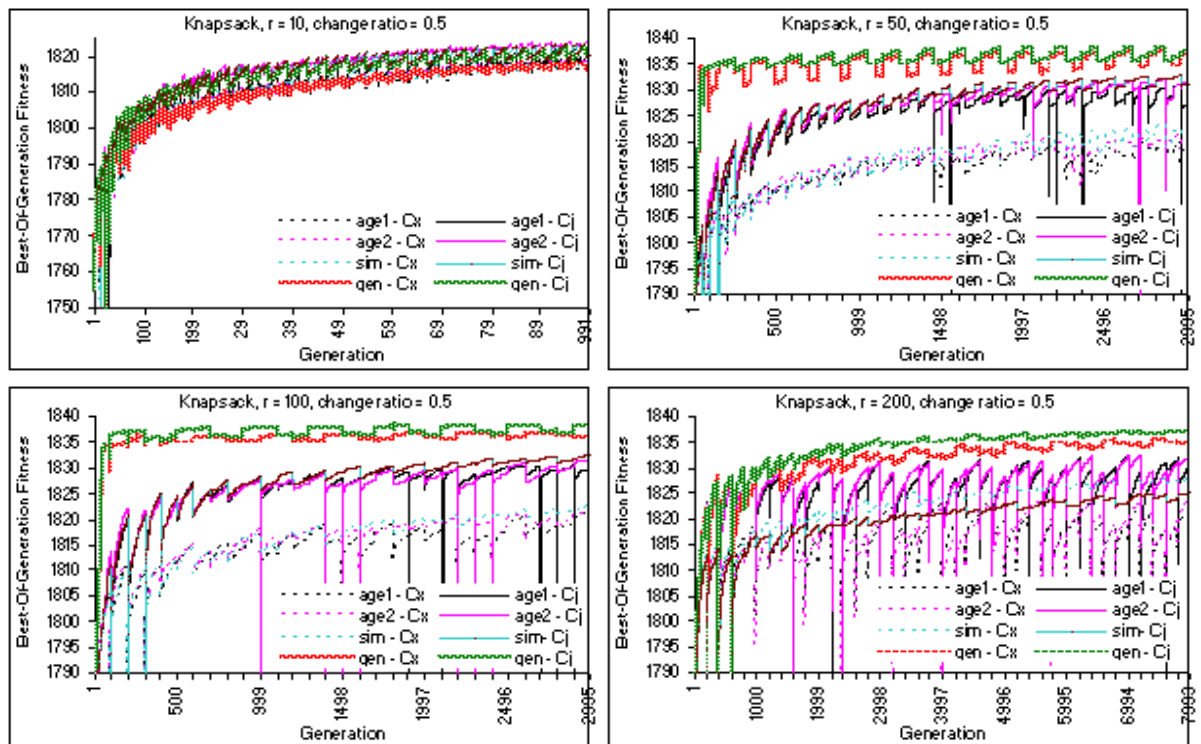 Knapsack, r = 10, change ratio = 0.5
Best-Of-Generation Fitness
1820
1810
1800
1790
1780
1770
1760
1750
age1 - Cx age1 - Cj
age2 - Cx age2 - Cj
sim - Cx sim- Cj
gen - Cx gen - Cj
1 100 199 29 39 49 59 69 79 89 991
Generation
Knapsack, r = 50, change ratio = 0.5
Best-Of-Generation Fitness
1840
1835
1830
1825
1820
1815
1810
1805
1800
1795
1790
age1 - Cx age1 - Cj
age2 - Cx age2 - Cj
sim - Cx sim- Cj
gen - Cx gen - Cj
1 500 999 1498 1997 2496 2995
Generation
Knapsack, r = 100, change ratio = 0.5
Best-Of-Generation Fitness
1840
1835
1830
1825
1820
1815
1810
1805
1800
1795
1790
age1 - Cx age1 - Cj
age2 - Cx age2 - Cj
sim - Cx sim- Cj
gen - Cx gen - Cj
1 500 999 1498 1997 2496 2995
Generation
Knapsack, r = 200, change ratio = 0.5
Best-Of-Generation Fitness
1840
1835
1830
1825
1820
1815
1810
1805
1800
1795
1790
age1 - Cx age1 - Cj
age2 - Cx age2 - Cj
sim - Cx sim- Cj
gen - Cx gen - Cj
1 1000 1999 2998 3997 4996 5995 6994
Generation